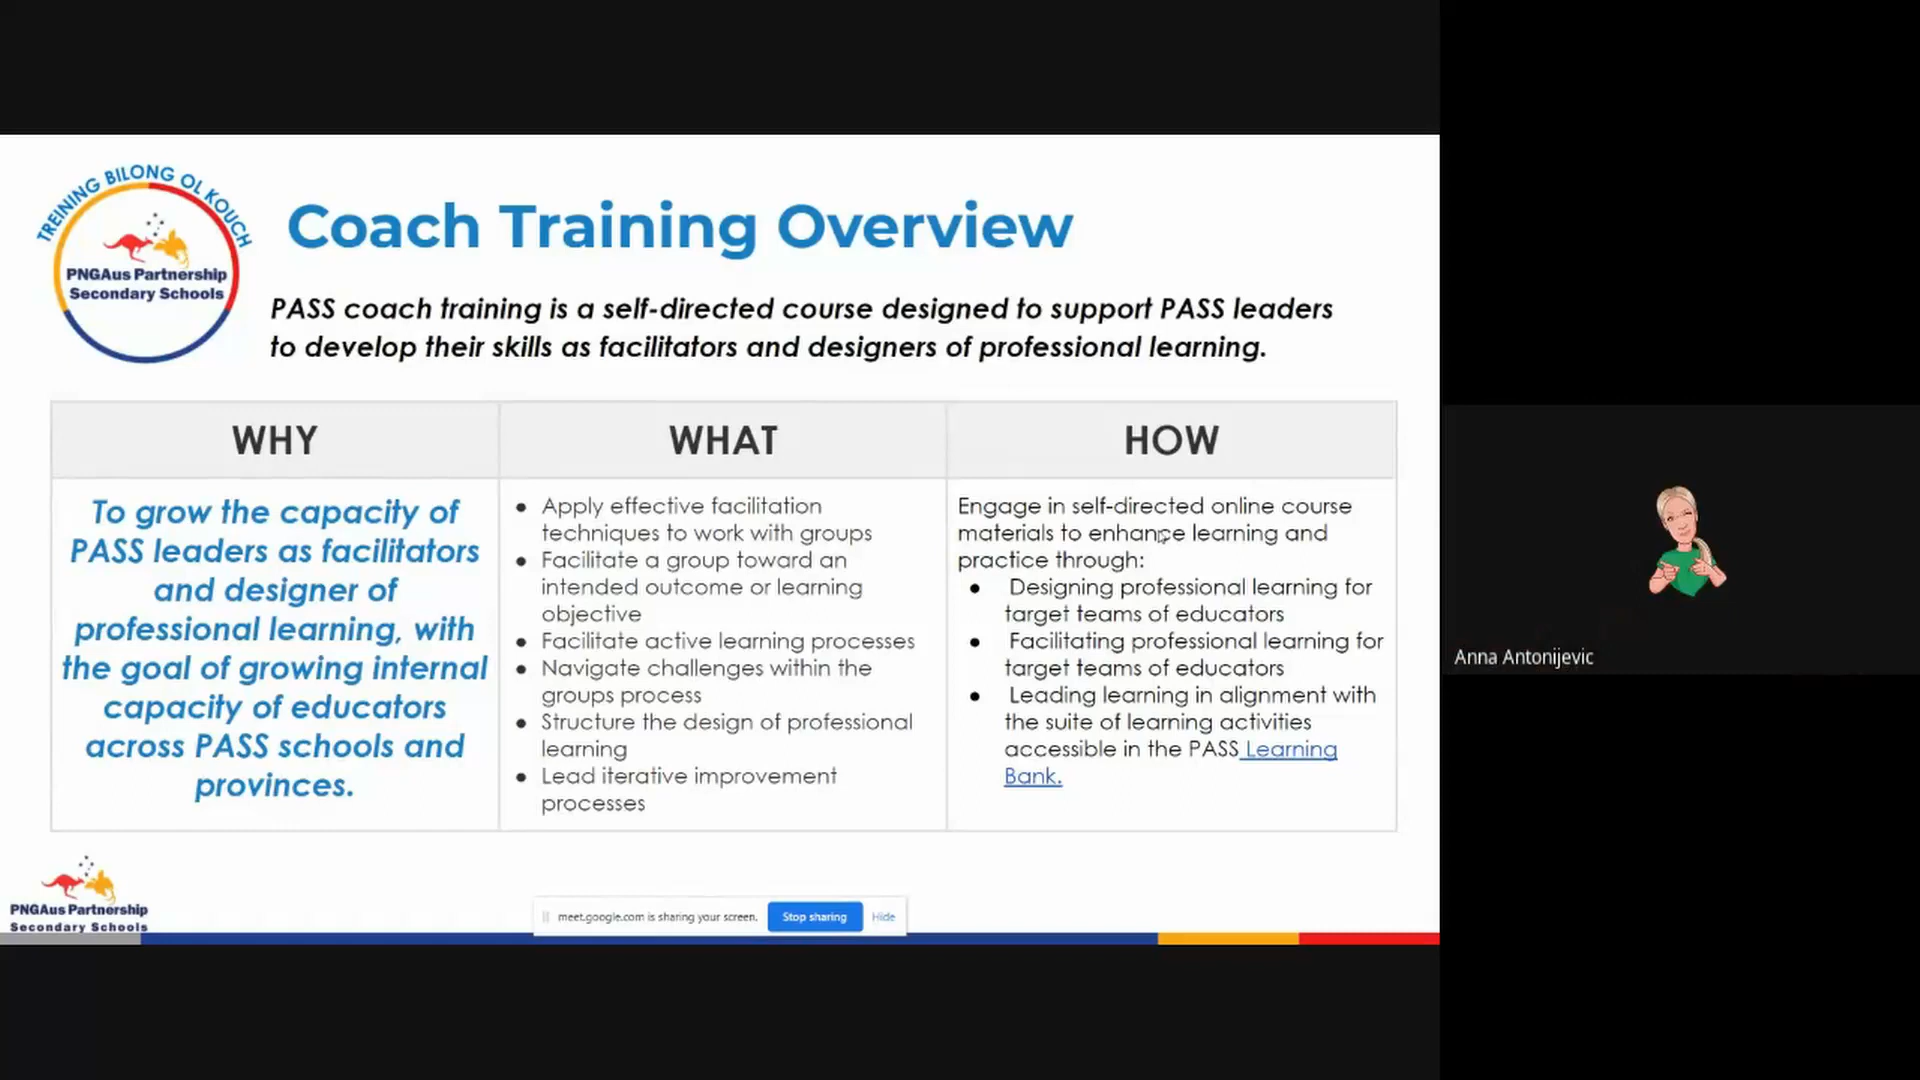 TREINING BILONG OL KOUCH
PNGAus Partnership
Secondary Schools
Coach Training Overview
PASS coach training is a self-directed course designed to support PASS leaders
to develop their skills as facilitators and designers of professional learning.
WHY
To grow the capacity of
PASS leaders as facilitators
and designer of
professional learning, with
the goal of growing internal
capacity of educators
across PASS schools and
provinces.
WHAT
● Apply effective facilitation
techniques to work with groups
● Facilitate a group toward an
intended outcome or learning
objective
● Facilitate active learning processes
● Navigate challenges within the
groups process
● Structure the design of professional
learning
● Lead iterative improvement
processes
HOW
Engage in self-directed online course
materials to enhance learning and
practice through:
● Designing professional learning for
target teams of educators
● Facilitating professional learning for
target teams of educators
● Leading learning in alignment with
the suite of learning activities
accessible in the PASS Learning
Bank.
Anna Antonijevic
PNGAus Partnership
Secondary Schools
meet.google.com is sharing your screen. Stop sharing Hide